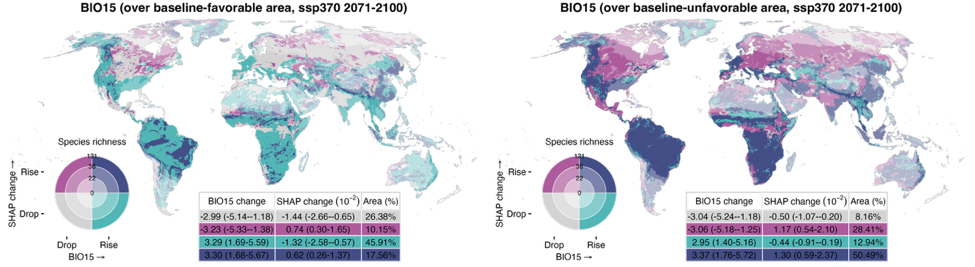 BIO15 (over baseline-favorable area, ssp370 2071-2100)
Species richness
131
38
22
0
SHAP change →
Rise
Drop
Drop
Rise
BIO15 →
BIO15 change SHAP change (10⁻²) Area (%)
-2.99 (-5.14--1.18) -1.44 (-2.66--0.65) 26.38%
-3.23 (-5.33--1.38) 0.74 (0.30-1.65) 10.15%
3.29 (1.69-5.59) -1.32 (-2.58--0.57) 45.91%
3.30 (1.68-5.67) 0.62 (0.26-1.37) 17.56%
BIO15 (over baseline-unfavorable area, ssp370 2071-2100)
Species richness
131
38
22
0
SHAP change →
Rise
Drop
Drop
Rise
BIO15 →
BIO15 change SHAP change (10⁻²) Area (%)
-3.04 (-5.24--1.18) -0.50 (-1.07--0.20) 8.16%
-3.06 (-5.18--1.25) 1.17 (0.54-2.10) 28.41%
2.95 (1.40-5.16) -0.44 (-0.91--0.19) 12.94%
3.37 (1.76-5.72) 1.30 (0.59-2.37) 50.49%